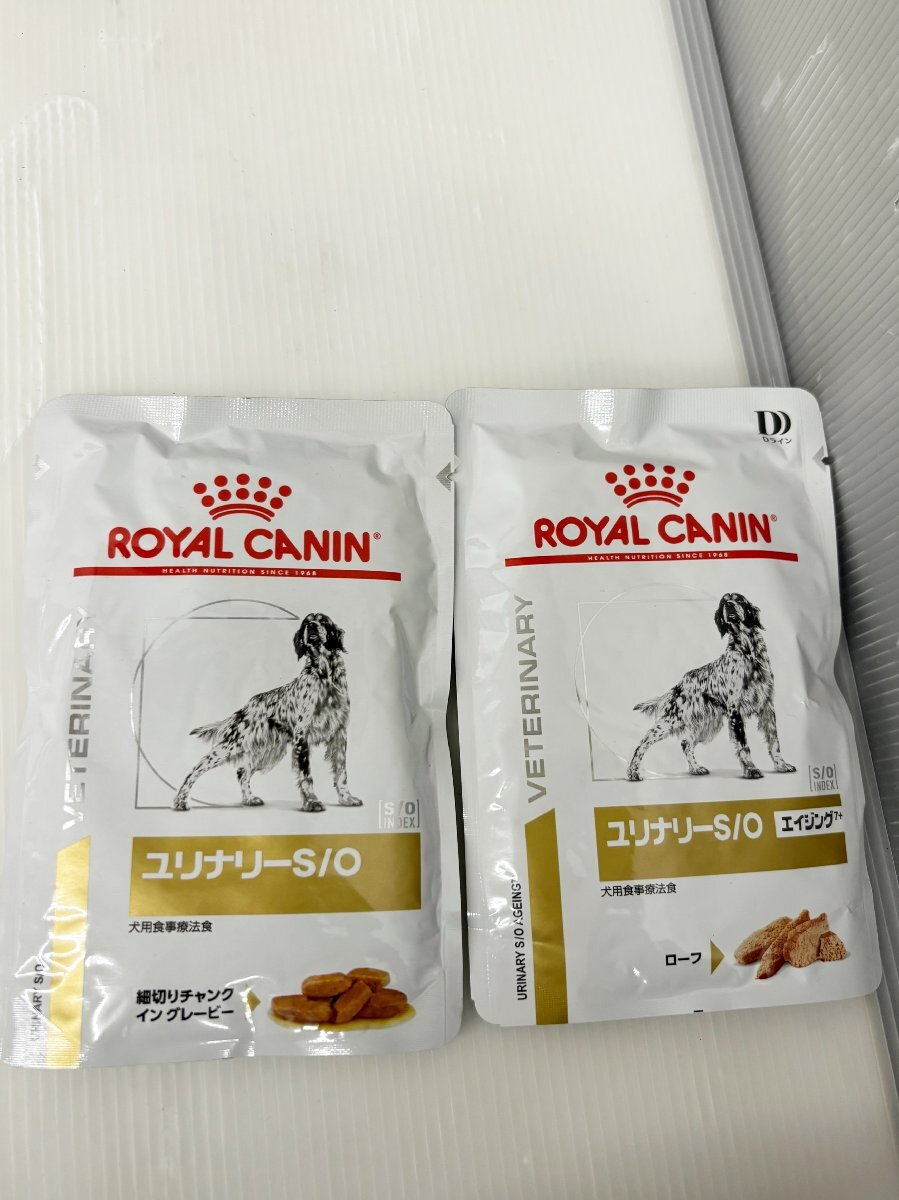 ROYAL CANIN®
HEALTH NUTRITION SINCE 1968
VETERINARY
S/O
INDEX
ユリナリーS/O
犬用食事療法食
URINARY S/O
細切りチャンク
イン グレービー
DD
Dライン
ROYAL CANIN®
HEALTH NUTRITION SINCE 1968
VETERINARY
S/O
INDEX
ユリナリーS/O エイジング7+
犬用食事療法食
URINARY S/O AGEING7
ローフ